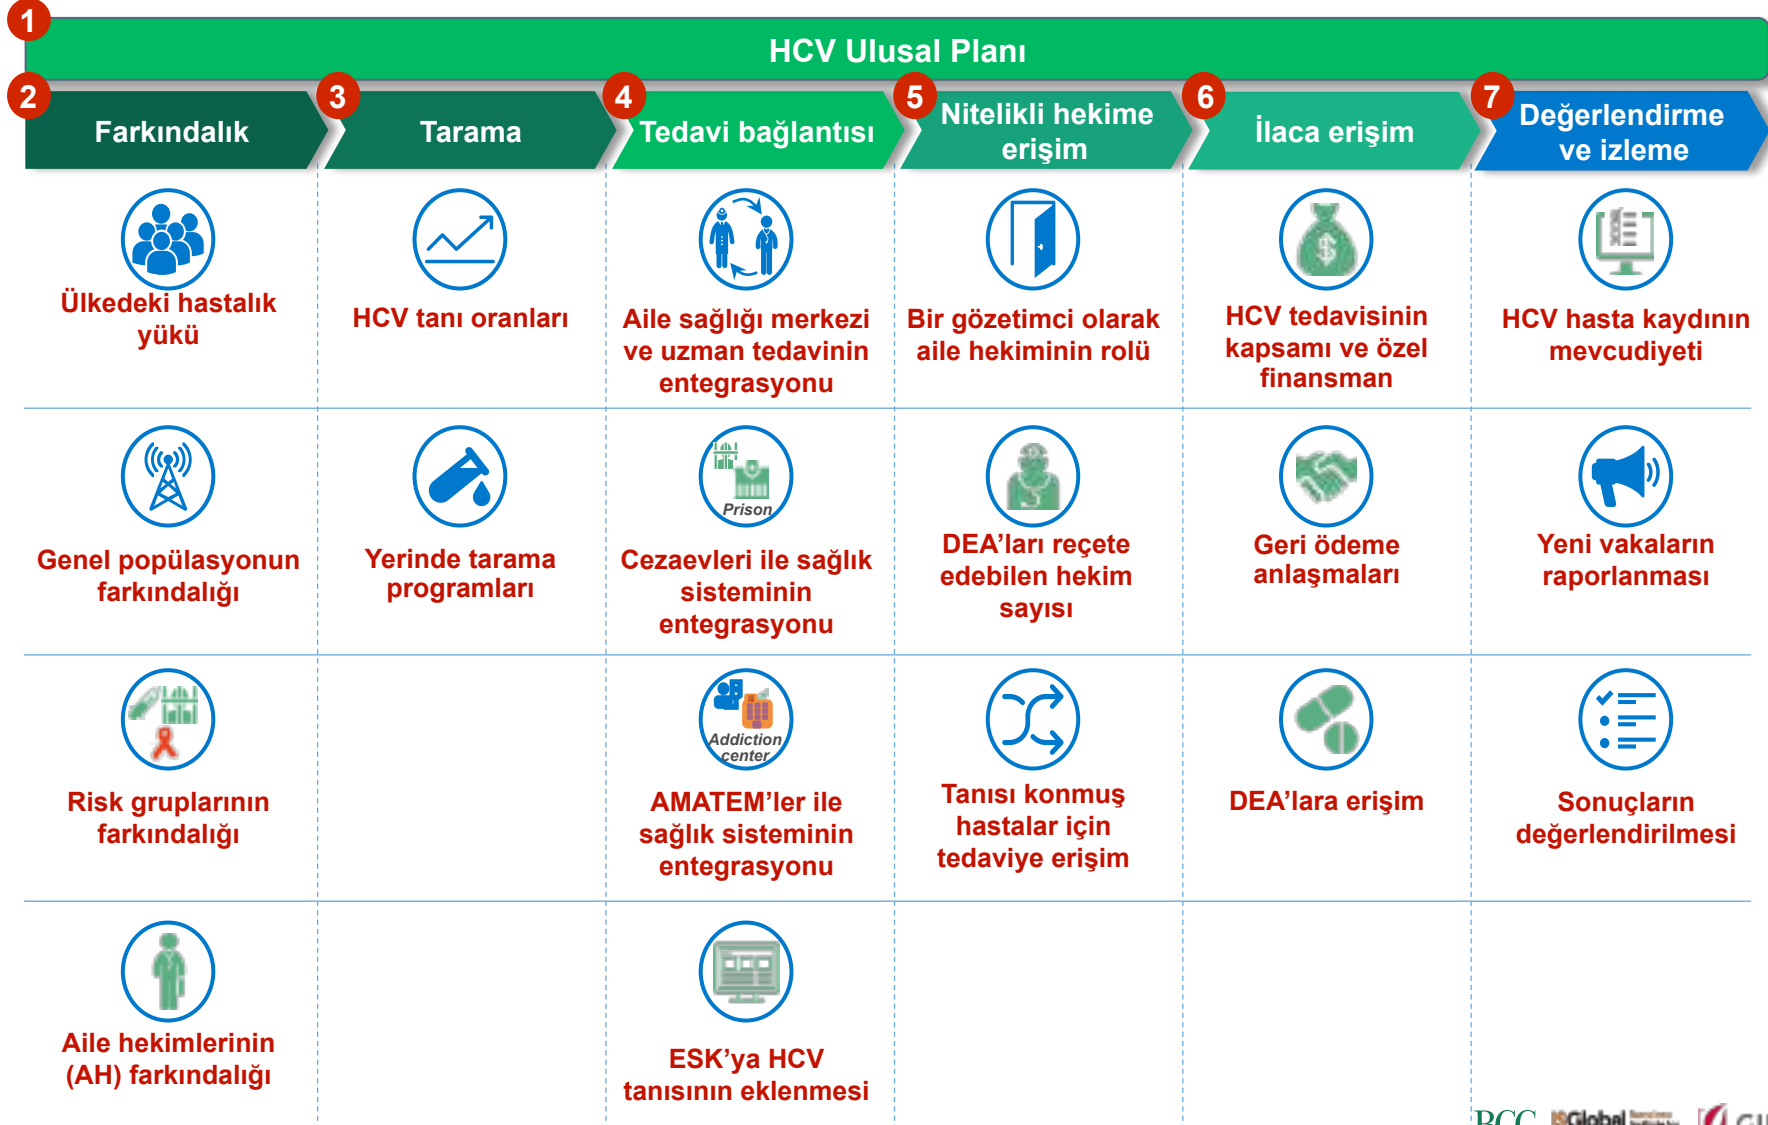 1
HCV Ulusal Planı
2
Farkındalık
3
Tarama
4
Tedavi bağlantısı
5
Nitelikli hekime
erişim
6
İlaca erişim
7
Değerlendirme
ve izleme
Ülkedeki hastalık
yükü
HCV tanı oranları
Aile sağlığı merkezi
ve uzman tedavinin
entegrasyonu
Bir gözetimci olarak
aile hekiminin rolü
$
HCV tedavisinin
kapsamı ve özel
finansman
HCV hasta kaydının
mevcudiyeti
Genel popülasyonun
farkındalığı
Yerinde tarama
programları
Prison
Cezaevleri ile sağlık
sisteminin
entegrasyonu
DEA’ları reçete
edebilen hekim
sayısı
Geri ödeme
anlaşmaları
Yeni vakaların
raporlanması
Risk gruplarının
farkındalığı
Addiction
center
AMATEM’ler ile
sağlık sisteminin
entegrasyonu
Tanısı konmuş
hastalar için
tedaviye erişim
DEA’lara erişim
Sonuçların
değerlendirilmesi
Aile hekimlerinin
(AH) farkındalığı
ESK’ya HCV
tanısının eklenmesi
BCG ISGlobal